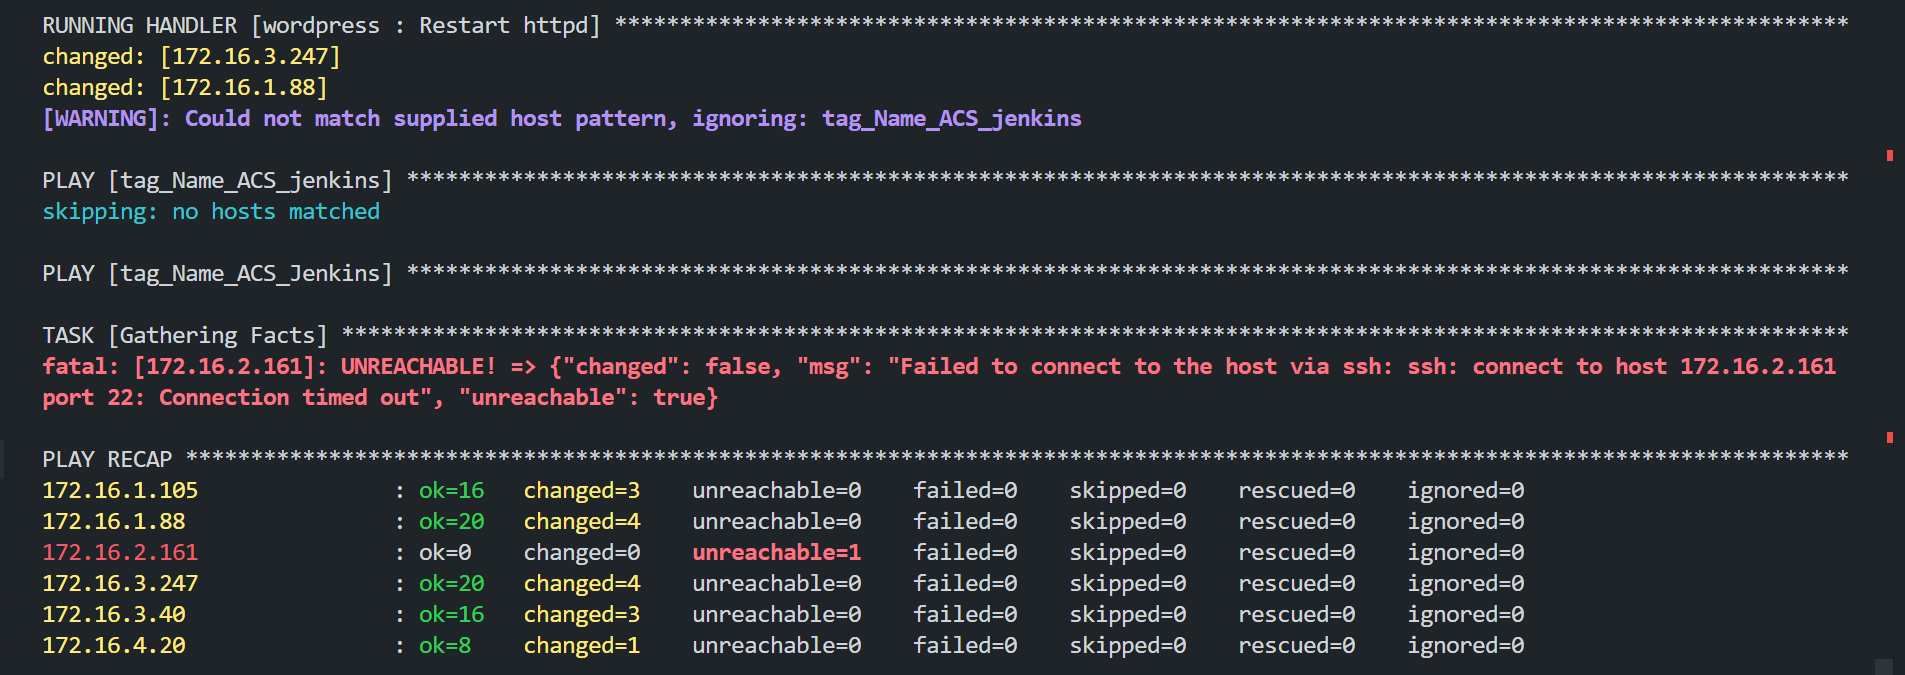 RUNNING HANDLER [wordpress : Restart httpd] ***********************************************************************************************
changed: [172.16.3.247]
changed: [172.16.1.88]
[WARNING]: Could not match supplied host pattern, ignoring: tag_Name_ACS_jenkins
PLAY [tag_Name_ACS_jenkins] ***************************************************************************************************************
skipping: no hosts matched
PLAY [tag_Name_ACS_Jenkins] ***************************************************************************************************************
TASK [Gathering Facts] ********************************************************************************************************************
fatal: [172.16.2.161]: UNREACHABLE! => {"changed": false, "msg": "Failed to connect to the host via ssh: ssh: connect to host 172.16.2.161
port 22: Connection timed out", "unreachable": true}
PLAY RECAP ********************************************************************************************************************************
172.16.1.105 : ok=16 changed=3 unreachable=0 failed=0 skipped=0 rescued=0 ignored=0
172.16.1.88 : ok=20 changed=4 unreachable=0 failed=0 skipped=0 rescued=0 ignored=0
172.16.2.161 : ok=0 changed=0 unreachable=1 failed=0 skipped=0 rescued=0 ignored=0
172.16.3.247 : ok=20 changed=4 unreachable=0 failed=0 skipped=0 rescued=0 ignored=0
172.16.3.40 : ok=16 changed=3 unreachable=0 failed=0 skipped=0 rescued=0 ignored=0
172.16.4.20 : ok=8 changed=1 unreachable=0 failed=0 skipped=0 rescued=0 ignored=0